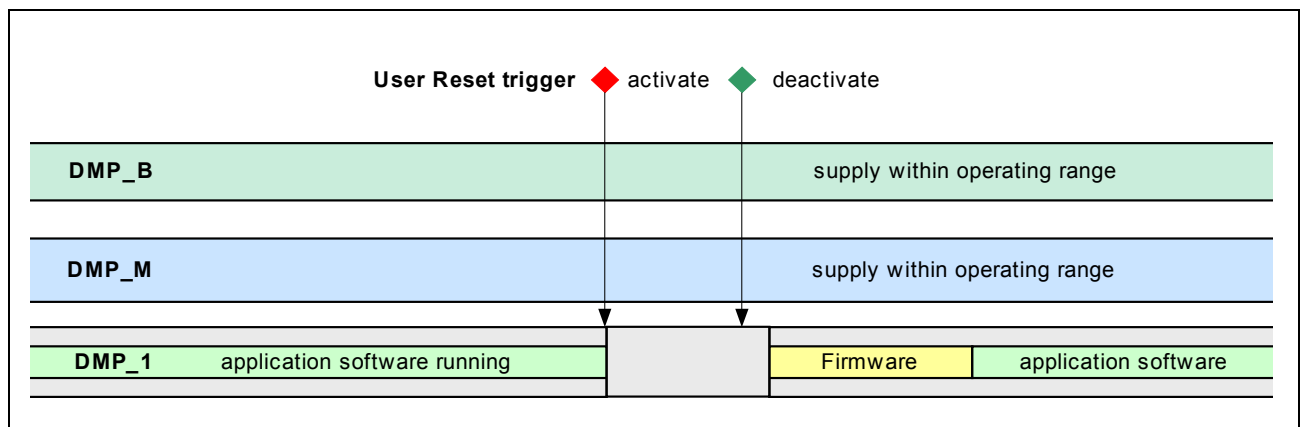 User Reset trigger activate deactivate
DMP_B supply within operating range
DMP_M supply within operating range
DMP_1 application software running Firmware application software